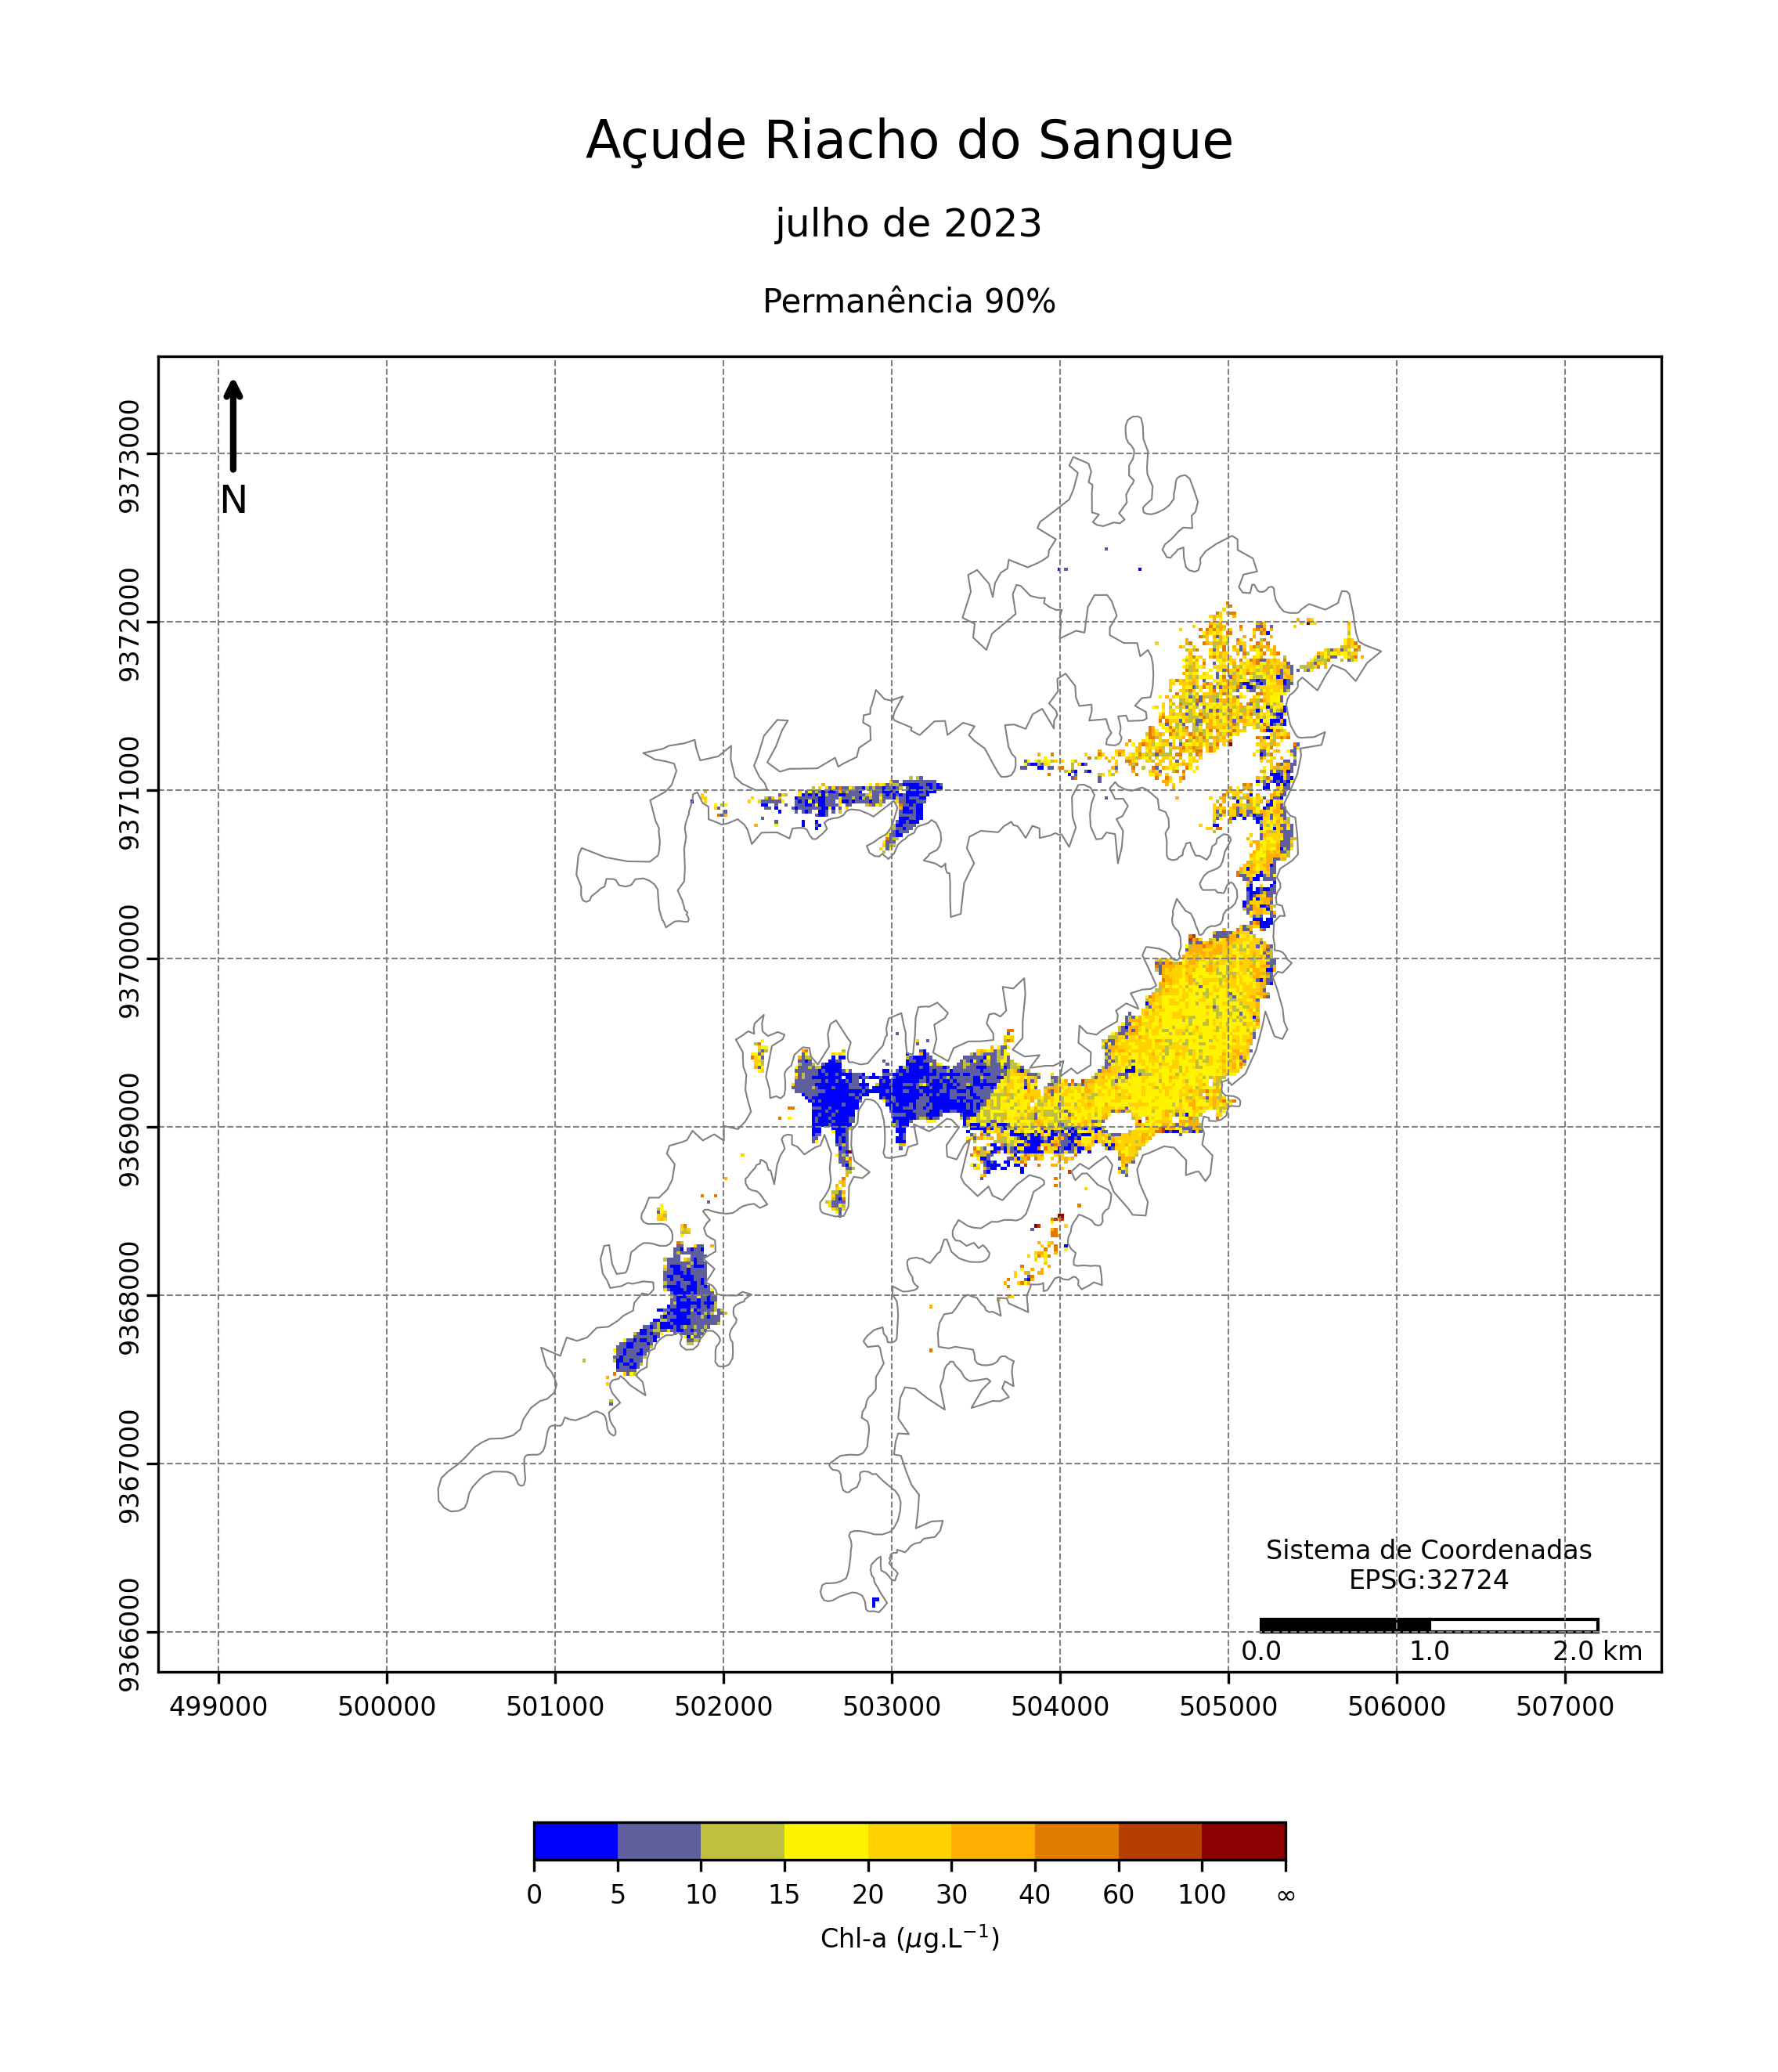 Açude Riacho do Sangue
julho de 2023
Permanência 90%
N
9373000
9372000
9371000
9370000
9369000
9368000
9367000
9366000
Sistema de Coordenadas
EPSG:32724
0.0 1.0 2.0 km
499000 500000 501000 502000 503000 504000 505000 506000 507000
0 5 10 15 20 30 40 60 100 ∞
Chl-a (μg.L⁻¹)